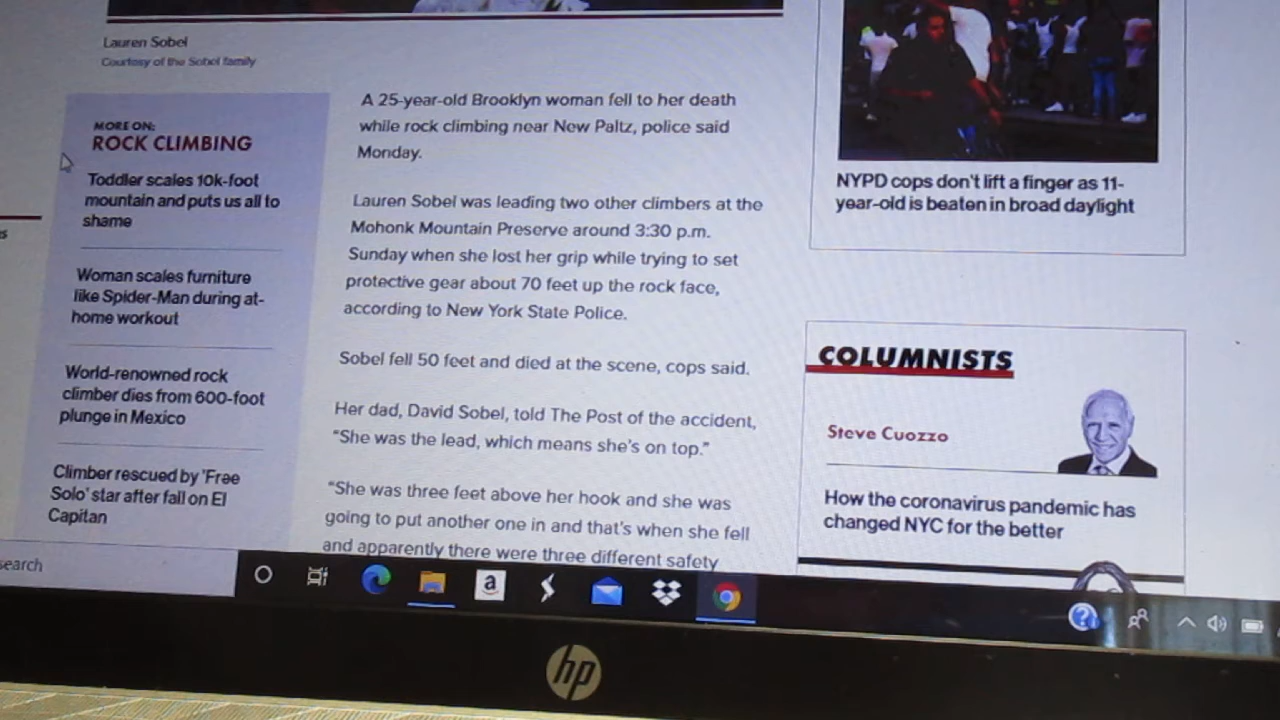 Lauren Sobel
Courtesy of the Sobel family
MORE ON:
ROCK CLIMBING
Toddler scales 10k-foot
mountain and puts us all to
shame
Woman scales furniture
like Spider-Man during at-
home workout
World-renowned rock
climber dies from 600-foot
plunge in Mexico
Climber rescued by 'Free
Solo' star after fall on El
Capitan
A 25-year-old Brooklyn woman fell to her death
while rock climbing near New Paltz, police said
Monday.
Lauren Sobel was leading two other climbers at the
Mohonk Mountain Preserve around 3:30 p.m.
Sunday when she lost her grip while trying to set
protective gear about 70 feet up the rock face,
according to New York State Police.
Sobel fell 50 feet and died at the scene, cops said.
Her dad, David Sobel, told The Post of the accident,
“She was the lead, which means she’s on top.”
“She was three feet above her hook and she was
going to put another one in and that’s when she fell
and apparently there were three different safety
NYPD cops don’t lift a finger as 11-
year-old is beaten in broad daylight
COLUMNISTS
Steve Cuozzo
How the coronavirus pandemic has
changed NYC for the better
search
a
hp